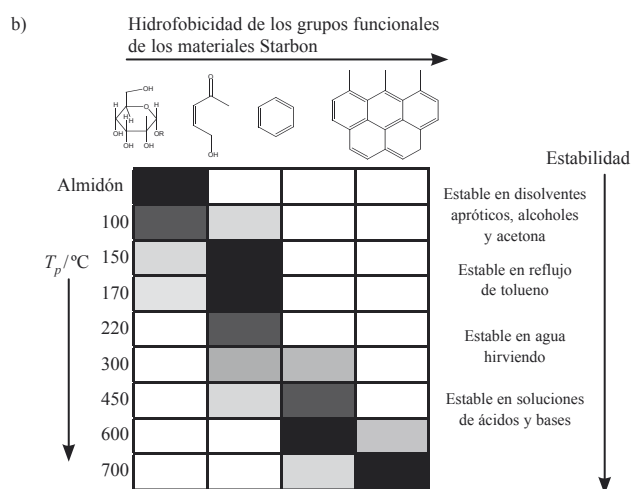 b)
Hidrofobicidad de los grupos funcionales
de los materiales Starbon
OH
O
H
H
H
H
O
OH
OH
OH
OR
O
OH
Estabilidad
Almidón
100
150
170
220
300
450
600
700
T_p/°C
Estable en disolventes
apróticos, alcoholes
y acetona
Estable en reflujo
de tolueno
Estable en agua
hirviendo
Estable en soluciones
de ácidos y bases